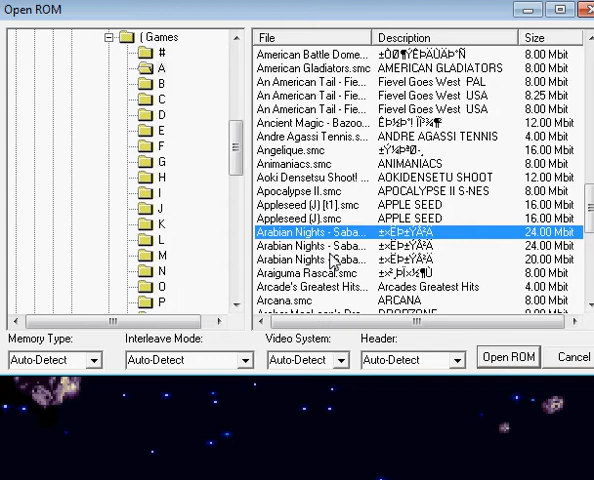 Open ROM
(Games
#
A
B
C
D
E
F
G
H
I
J
K
L
M
N
O
P
File Description Size
American Battle Dome... 8.00 Mbit
American Gladiators.smc AMERICAN GLADIATORS 8.00 Mbit
An American Tail - Fie... Fievel Goes West PAL 8.00 Mbit
An American Tail - Fie... Fievel Goes West USA 8.25 Mbit
An American Tail - Fie... Fievel Goes West USA 8.00 Mbit
Ancient Magic - Bazoo... 12.00 Mbit
Andre Agassi Tennis.s... ANDRE AGASSI TENNIS 4.00 Mbit
Angelique.smc 16.00 Mbit
Animaniacs.smc ANIMANIACS 8.00 Mbit
Aoki Densetsu Shoot! ... AOKIDENSETU SHOOT 12.00 Mbit
Apocalypse II.smc APOCALYPSE II S-NES 8.00 Mbit
Appleseed (J) [t1].smc APPLE SEED 16.00 Mbit
Appleseed (J).smc APPLE SEED 16.00 Mbit
Arabian Nights - Saba... 24.00 Mbit
Arabian Nights - Saba... 24.00 Mbit
Arabian Nights - Saba... 20.00 Mbit
Araiguma Rascal.smc 8.00 Mbit
Arcade's Greatest Hits... Arcades Greatest Hits 4.00 Mbit
Arcana.smc ARCANA 8.00 Mbit
Memory Type: Interleave Mode: Video System: Header:
Auto-Detect Auto-Detect Auto-Detect Auto-Detect Open ROM Cancel